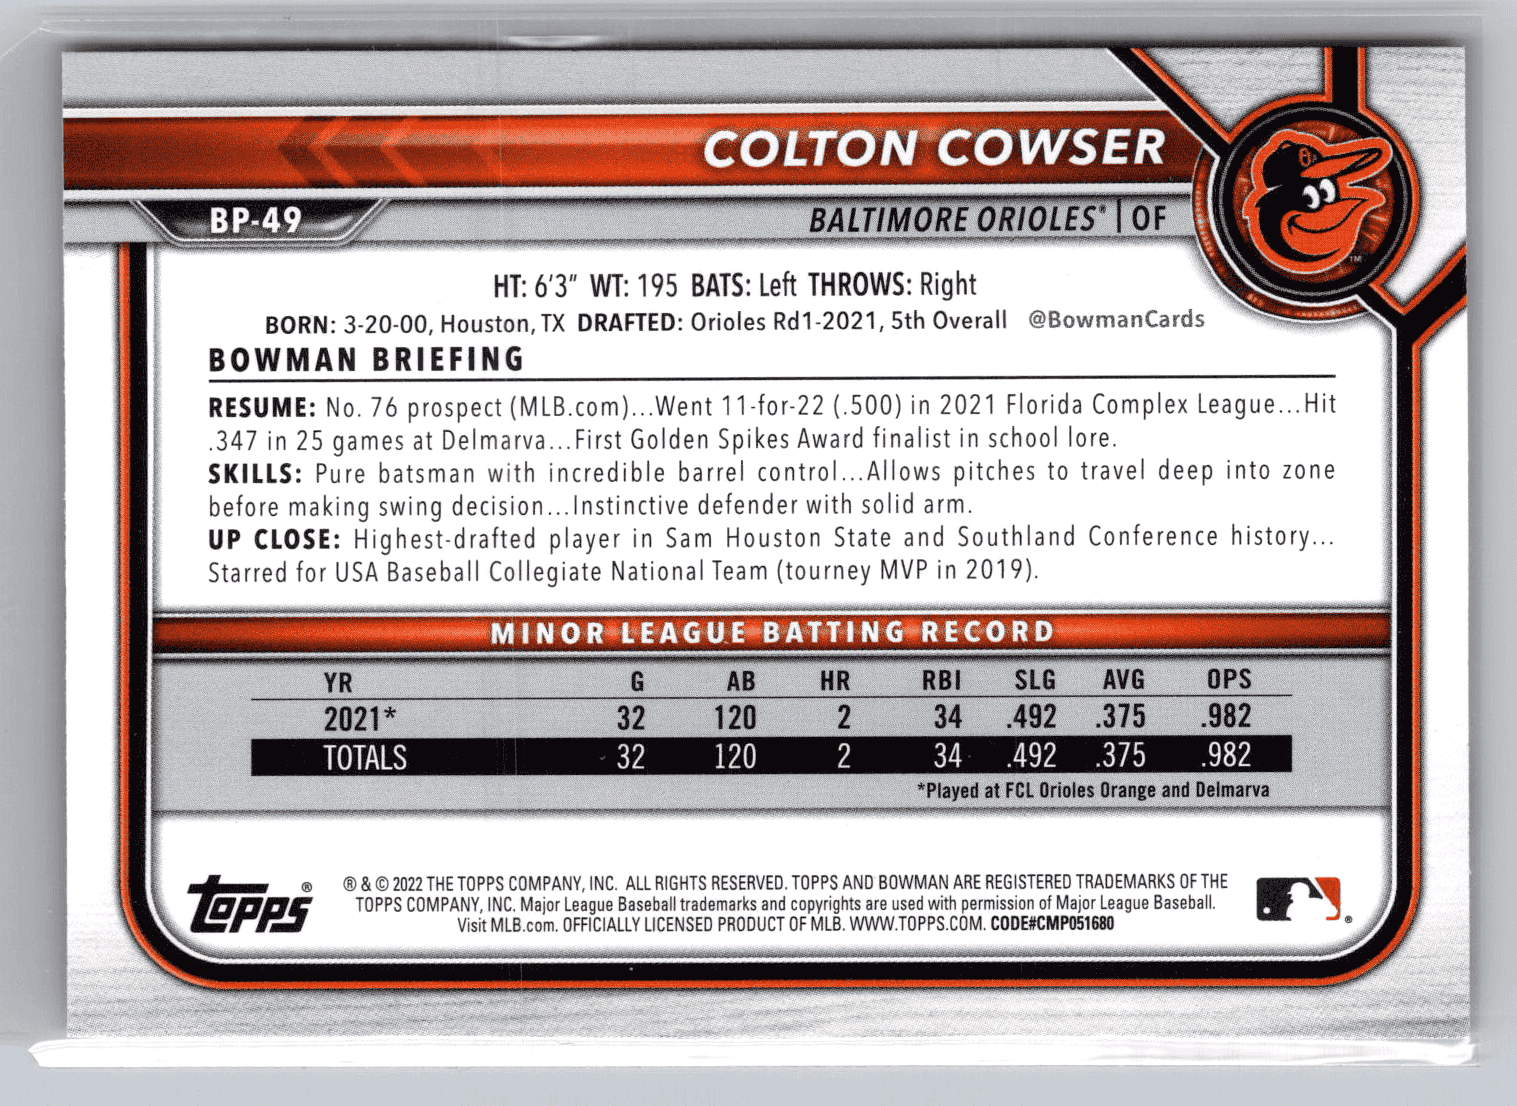 COLTON COWSER
BP-49
BALTIMORE ORIOLES® | OF
HT: 6'3" WT: 195 BATS: Left THROWS: Right
BORN: 3-20-00, Houston, TX DRAFTED: Orioles Rd1-2021, 5th Overall @BowmanCards
BOWMAN BRIEFING
RESUME: No. 76 prospect (MLB.com)...Went 11-for-22 (.500) in 2021 Florida Complex League...Hit
.347 in 25 games at Delmarva...First Golden Spikes Award finalist in school lore.
SKILLS: Pure batsman with incredible barrel control...Allows pitches to travel deep into zone
before making swing decision...Instinctive defender with solid arm.
UP CLOSE: Highest-drafted player in Sam Houston State and Southland Conference history...
Starred for USA Baseball Collegiate National Team (tourney MVP in 2019).
MINOR LEAGUE BATTING RECORD
YR G AB HR RBI SLG AVG OPS
2021* 32 120 2 34 .492 .375 .982
TOTALS 32 120 2 34 .492 .375 .982
*Played at FCL Orioles Orange and Delmarva
topps®
® & © 2022 THE TOPPS COMPANY, INC. ALL RIGHTS RESERVED. TOPPS AND BOWMAN ARE REGISTERED TRADEMARKS OF THE
TOPPS COMPANY, INC. Major League Baseball trademarks and copyrights are used with permission of Major League Baseball.
Visit MLB.com. OFFICIALLY LICENSED PRODUCT OF MLB. WWW.TOPPS.COM. CODE#CMP051680